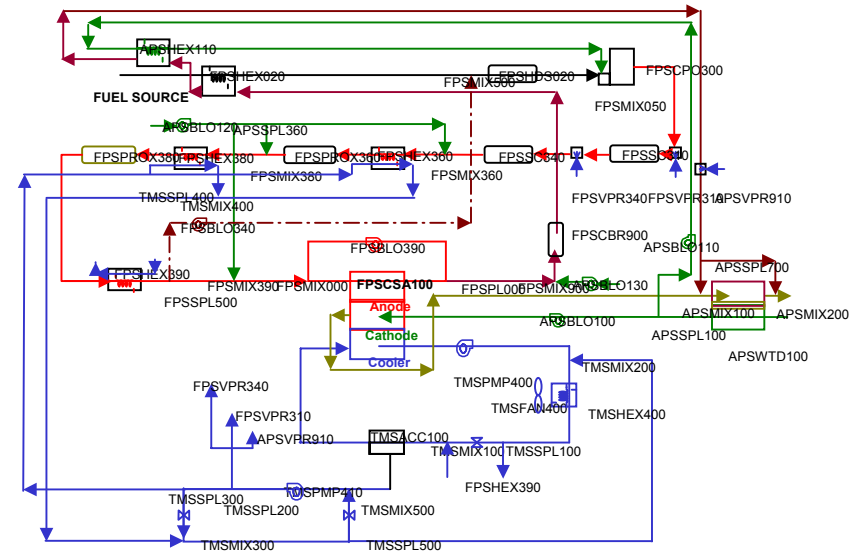 APSHEX110
FPSHEX020
FPSMIX500
FPSHDS020
FPSCPO300
FUEL SOURCE
FPSMIX050
APSBLO120
APSSPL360
FPSPROX380
FPSHEX380
FPSPROX360
FPSHEX360
FPSSC340
FPSSC310
FPSMIX380
FPSMIX360
TMSSPL400
TMSMIX400
FPSVPR340
FPSVPR310
APSVPR910
FPSBLO340
FPSBLO390
FPSCBR900
APSBLO110
FPSHEX390
APSSPL700
FPSSPL500
FPSMIX390
FPSMIX000
FPSCSA100
FPSPL000
FPSMIX900
APSBLO130
Anode
APSBLO100
APSMIX100
APSMIX200
Cathode
APSSPL100
Cooler
APSWTD100
TMSMIX200
FPSVPR340
TMSPMP400
TMSFAN400
TMSHEX400
FPSVPR310
APSVPR910
TMSACC100
TMSMIX100
TMSSPL100
FPSHEX390
TMSSPL300
TMSPMP410
TMSSPL200
TMSMIX500
TMSMIX300
TMSSPL500